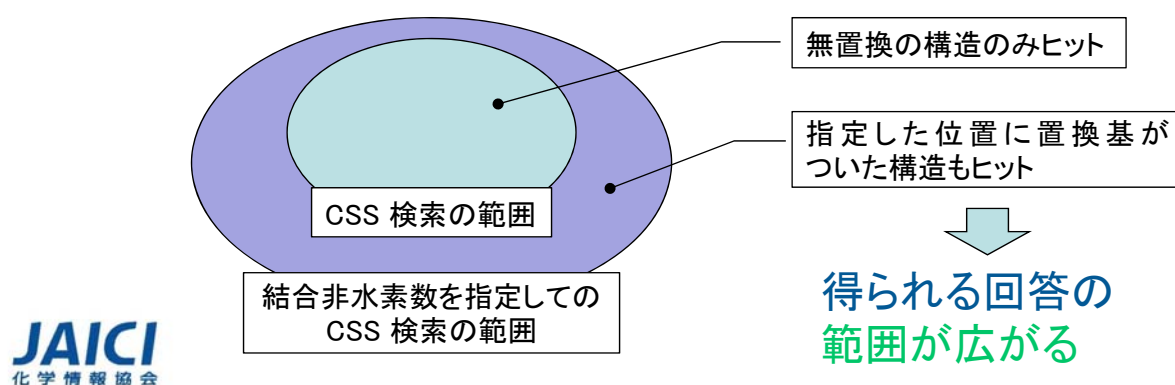 無置換の構造のみヒット
指定した位置に置換基が
ついた構造もヒット
CSS 検索の範囲
結合非水素数を指定しての
CSS 検索の範囲
得られる回答の
範囲が広がる
JAICI
化学情報協会